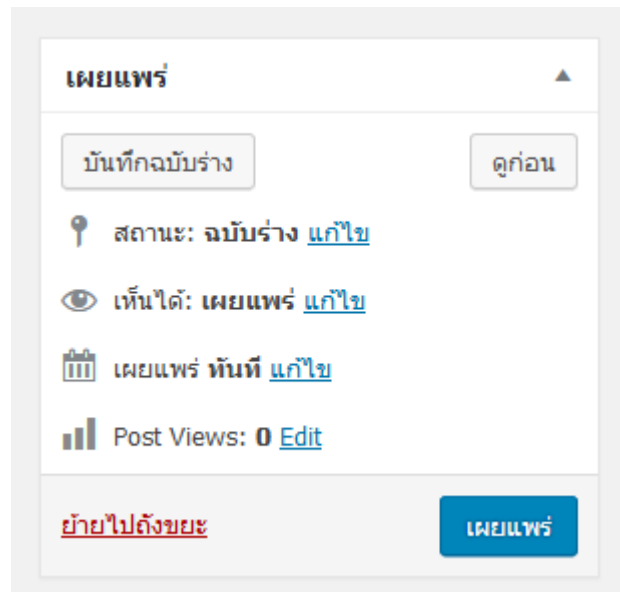 เผยแพร่
บันทึกฉบับร่าง ดูก่อน
สถานะ: ฉบับร่าง แก้ไข
เห็นได้: เผยแพร่ แก้ไข
เผยแพร่ ทันที แก้ไข
Post Views: 0 Edit
ย้ายไปถังขยะ เผยแพร่